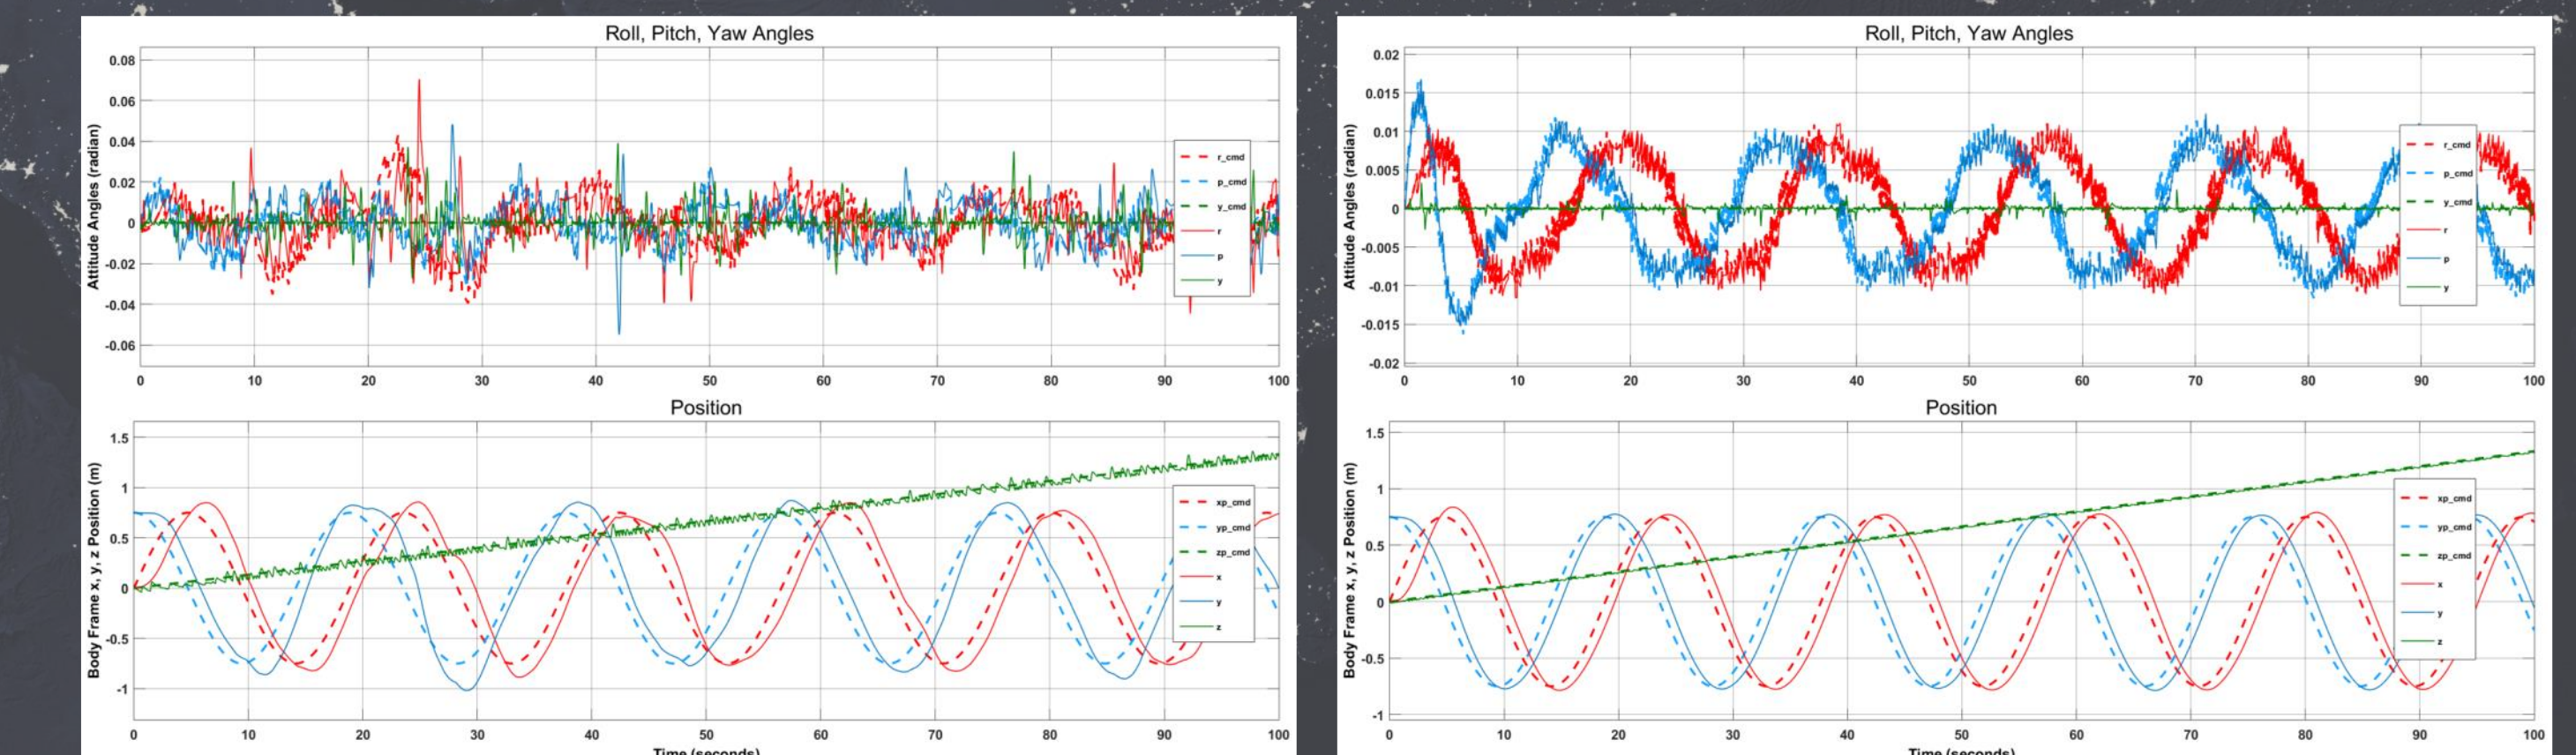 Roll, Pitch, Yaw Angles
Attitude Angles (radian)
0.08
0.06
0.04
0.02
0
-0.02
-0.04
-0.06
r_cmd
p_cmd
y_cmd
r
p
y
0 10 20 30 40 50 60 70 80 90 100
Position
Body Frame x, y, z Position (m)
1.5
1
0.5
0
-0.5
-1
xp_cmd
yp_cmd
zp_cmd
x
y
z
0 10 20 30 40 50 60 70 80 90 100
Time (seconds)
Roll, Pitch, Yaw Angles
Attitude Angles (radian)
0.02
0.015
0.01
0.005
0
-0.005
-0.01
-0.015
-0.02
r_cmd
p_cmd
y_cmd
r
p
y
0 10 20 30 40 50 60 70 80 90 100
Position
Body Frame x, y, z Position (m)
1.5
1
0.5
0
-0.5
-1
xp_cmd
yp_cmd
zp_cmd
x
y
z
0 10 20 30 40 50 60 70 80 90 100
Time (seconds)